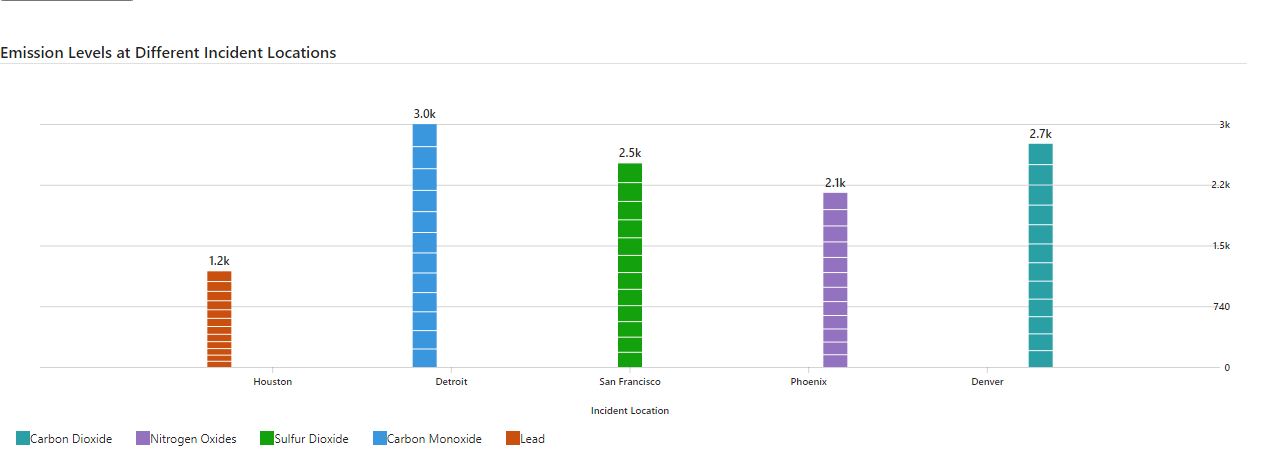 Emission Levels at Different Incident Locations
3.0k
3k
2.7k
2.5k
2.1k
2.2k
1.5k
1.2k
740
0
Houston Detroit San Francisco Phoenix Denver
Incident Location
Carbon Dioxide Nitrogen Oxides Sulfur Dioxide Carbon Monoxide Lead